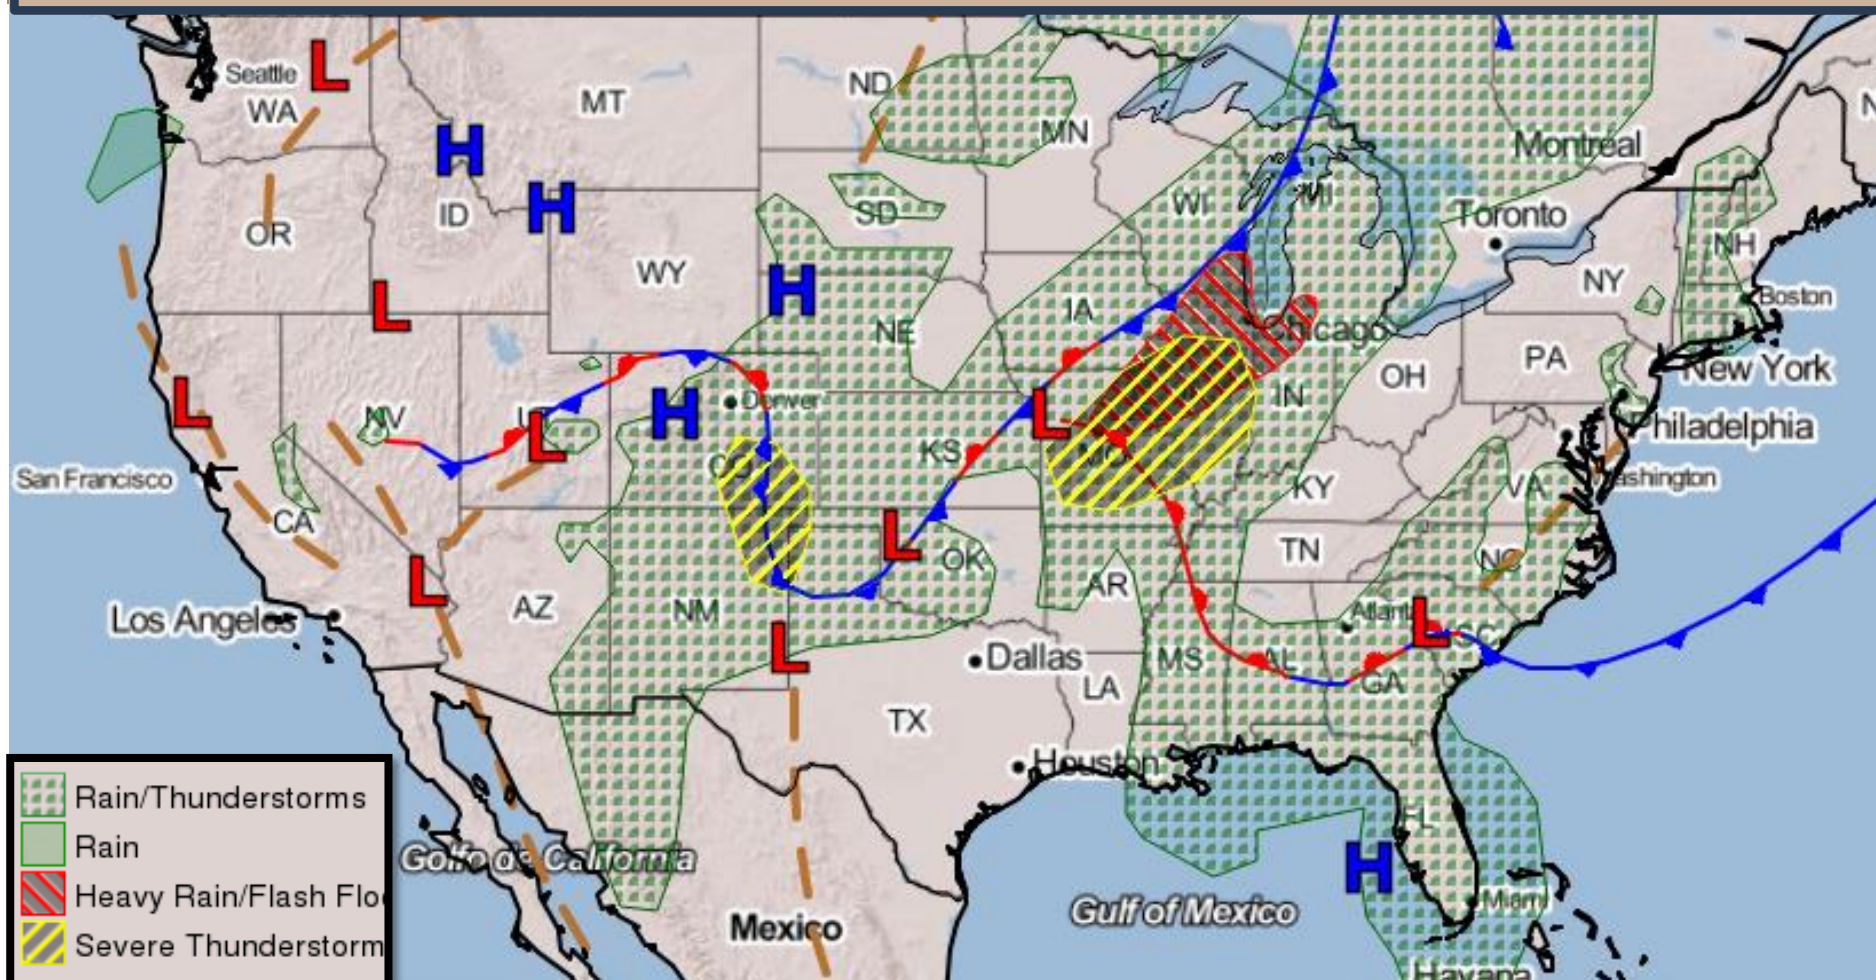 Seattle
L
WA
MT
ND
MN
Montreal
H
H
ID
SD
WI
MI
Toronto
OR
NH
WY
NY
H
L
NE
IA
Boston
Chicago
PA
New York
OH
L
NV
L
H
Denver
L
IN
Philadelphia
KS
MO
San Francisco
CO
KY
VA
Washington
CA
L
OK
TN
NC
L
AZ
NM
AR
Los Angeles
Atlanta
L
SC
L
Dallas
MS
AL
GA
LA
TX
Houston
Rain/Thunderstorms
FL
Rain
Golfo de California
H
Heavy Rain/Flash Flo
Miami
Gulf of Mexico
Mexico
Severe Thunderstorm
Havana